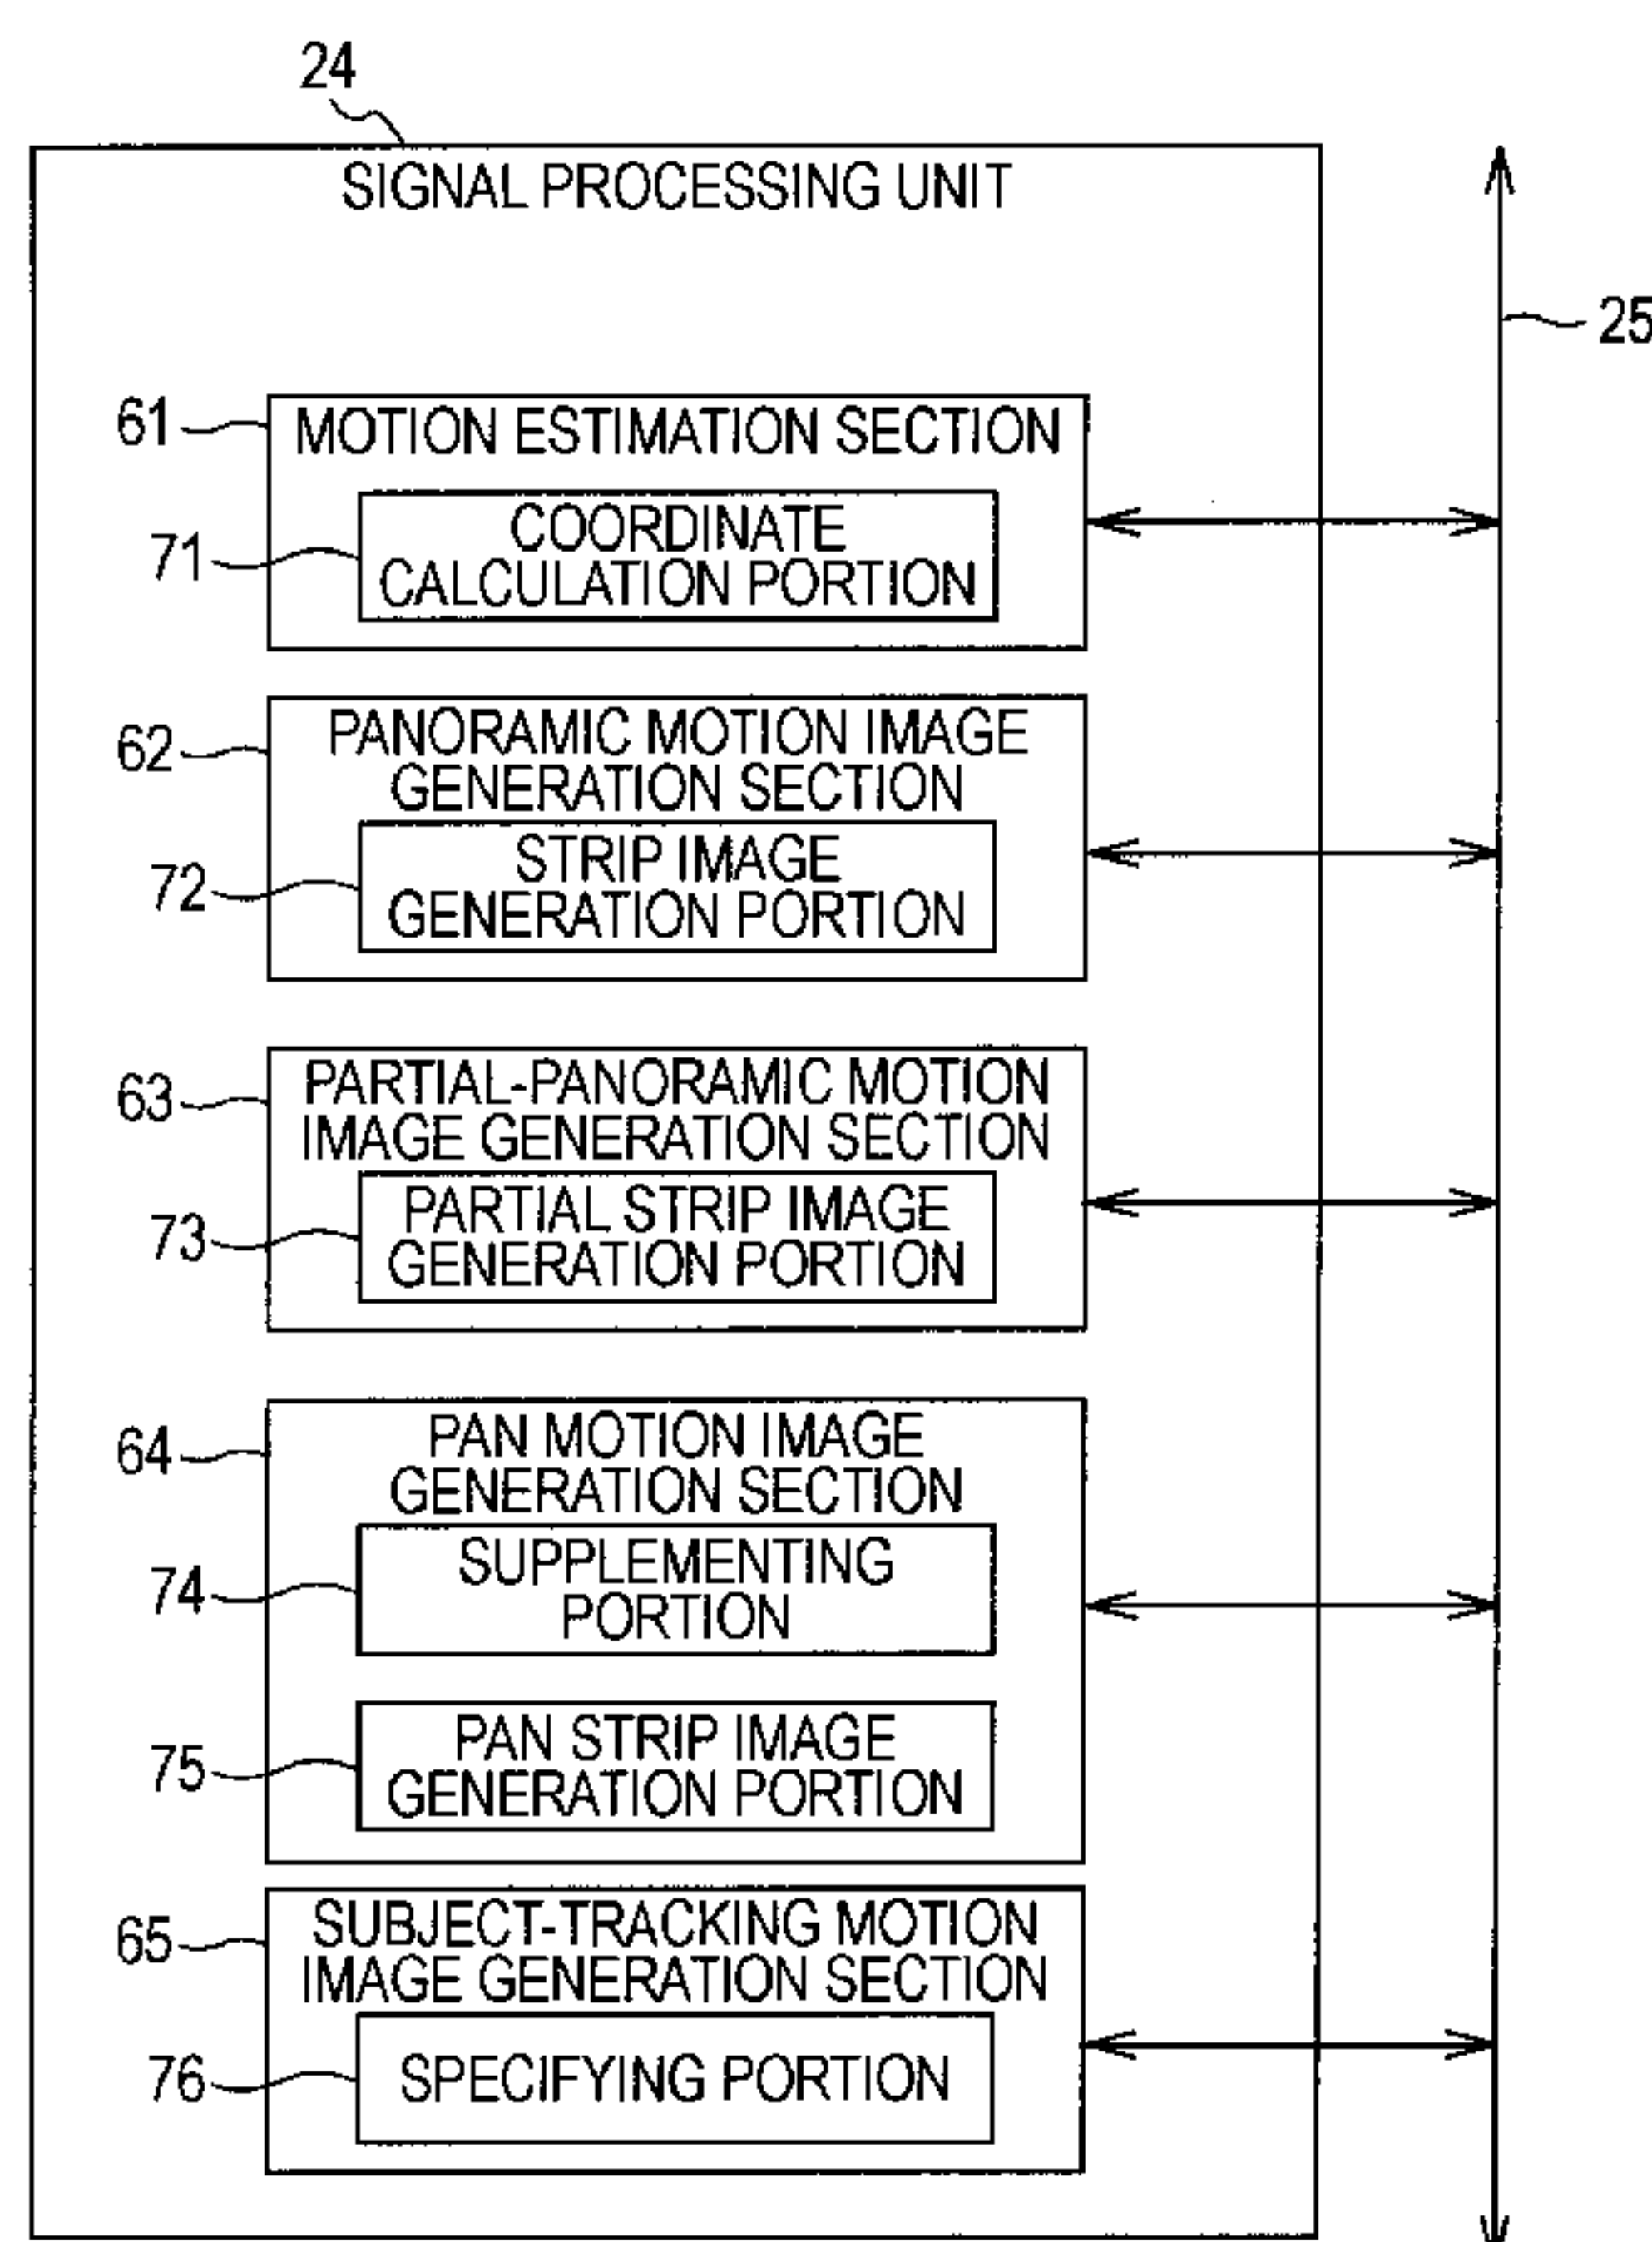 24
SIGNAL PROCESSING UNIT
25
61
MOTION ESTIMATION SECTION
71
COORDINATE
CALCULATION PORTION
62
PANORAMIC MOTION IMAGE
GENERATION SECTION
72
STRIP IMAGE
GENERATION PORTION
63
PARTIAL-PANORAMIC MOTION
IMAGE GENERATION SECTION
73
PARTIAL STRIP IMAGE
GENERATION PORTION
64
PAN MOTION IMAGE
GENERATION SECTION
74
SUPPLEMENTING
PORTION
75
PAN STRIP IMAGE
GENERATION PORTION
65
SUBJECT-TRACKING MOTION
IMAGE GENERATION SECTION
76
SPECIFYING PORTION